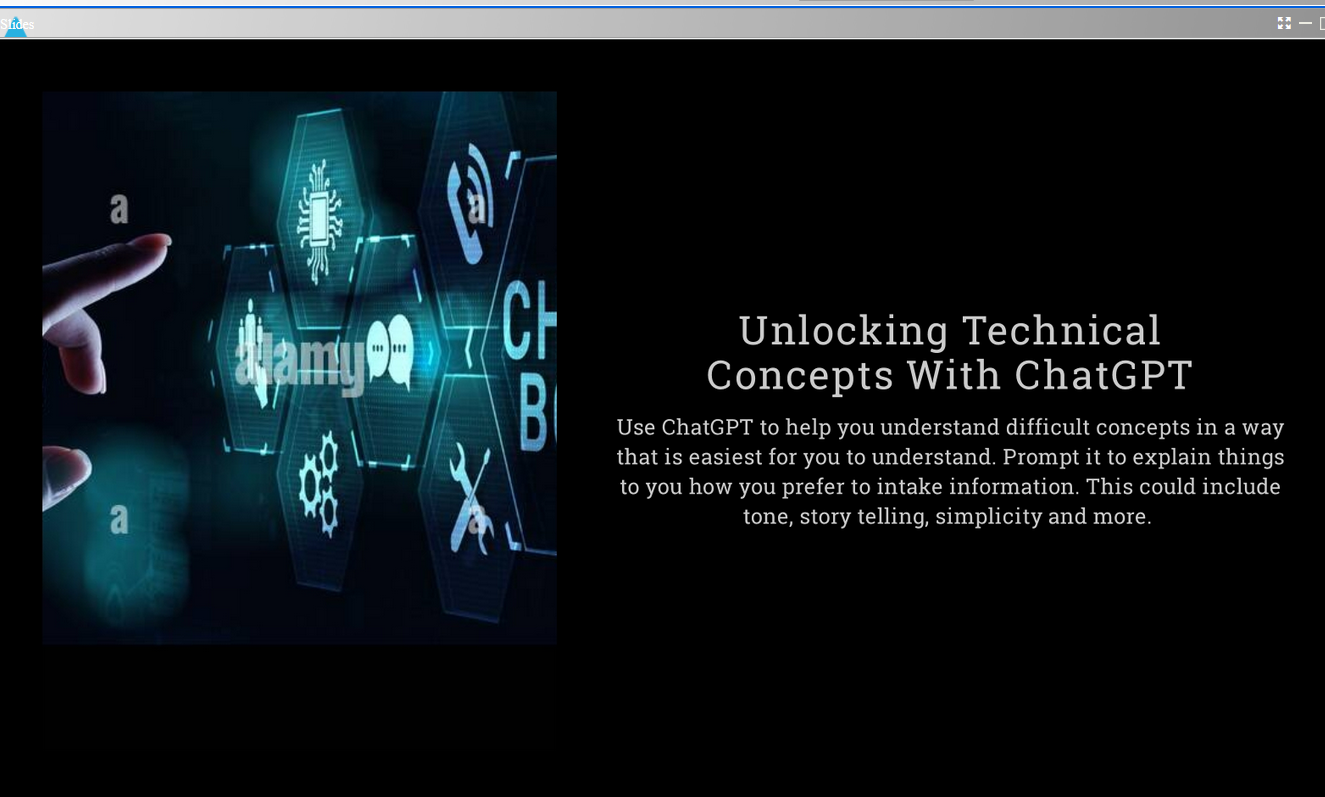 Slides
a
a
CH
alamy
B
a
a
Unlocking Technical
Concepts With ChatGPT
Use ChatGPT to help you understand difficult concepts in a way
that is easiest for you to understand. Prompt it to explain things
to you how you prefer to intake information. This could include
tone, story telling, simplicity and more.